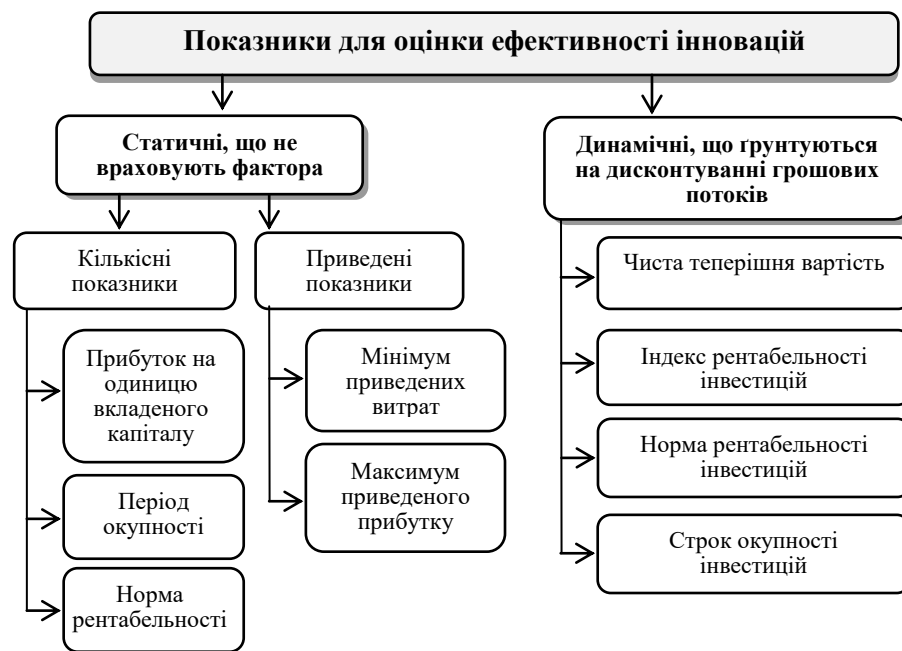 Показники для оцінки ефективності інновацій
Статичні, що не
враховують фактора
Динамічні, що ґрунтуються
на дисконтуванні грошових
потоків
Кількісні
показники
Приведені
показники
Прибуток на
одиницю
вкладеного
капіталу
Період
окупності
Норма
рентабельності
Мінімум
приведених
витрат
Максимум
приведеного
прибутку
Чиста теперішня вартість
Індекс рентабельності
інвестицій
Норма рентабельності
інвестицій
Строк окупності
інвестицій